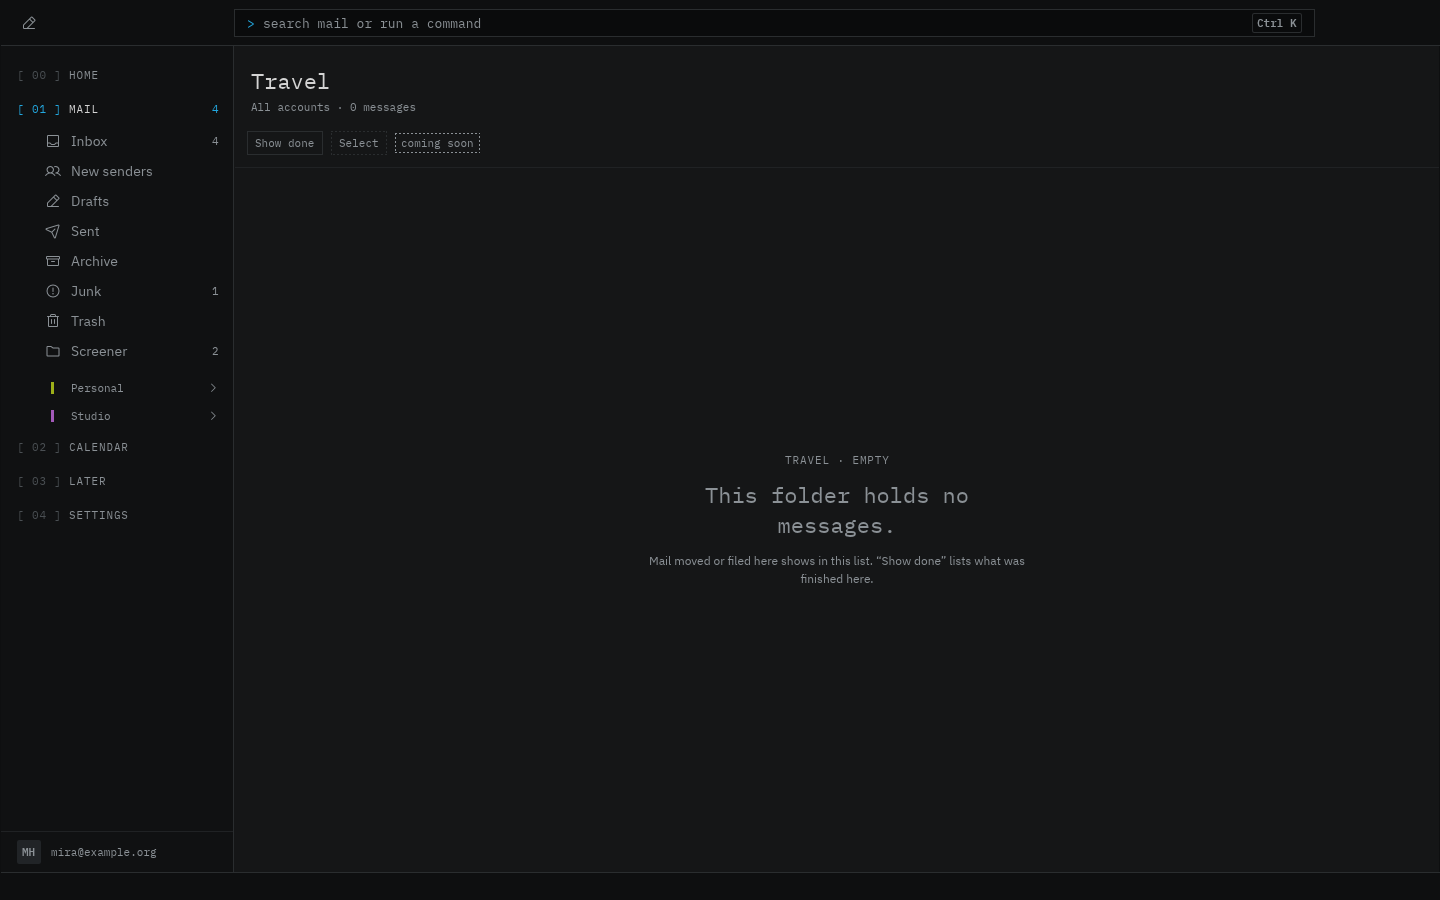 > search mail or run a command Ctrl K
[ 00 ] HOME
[ 01 ] MAIL 4
Inbox 4
New senders
Drafts
Sent
Archive
Junk 1
Trash
Screener 2
Personal
Studio
[ 02 ] CALENDAR
[ 03 ] LATER
[ 04 ] SETTINGS
MH mira@example.org
Travel
All accounts · 0 messages
Show done Select coming soon
TRAVEL · EMPTY
This folder holds no
messages.
Mail moved or filed here shows in this list. “Show done” lists what was
finished here.